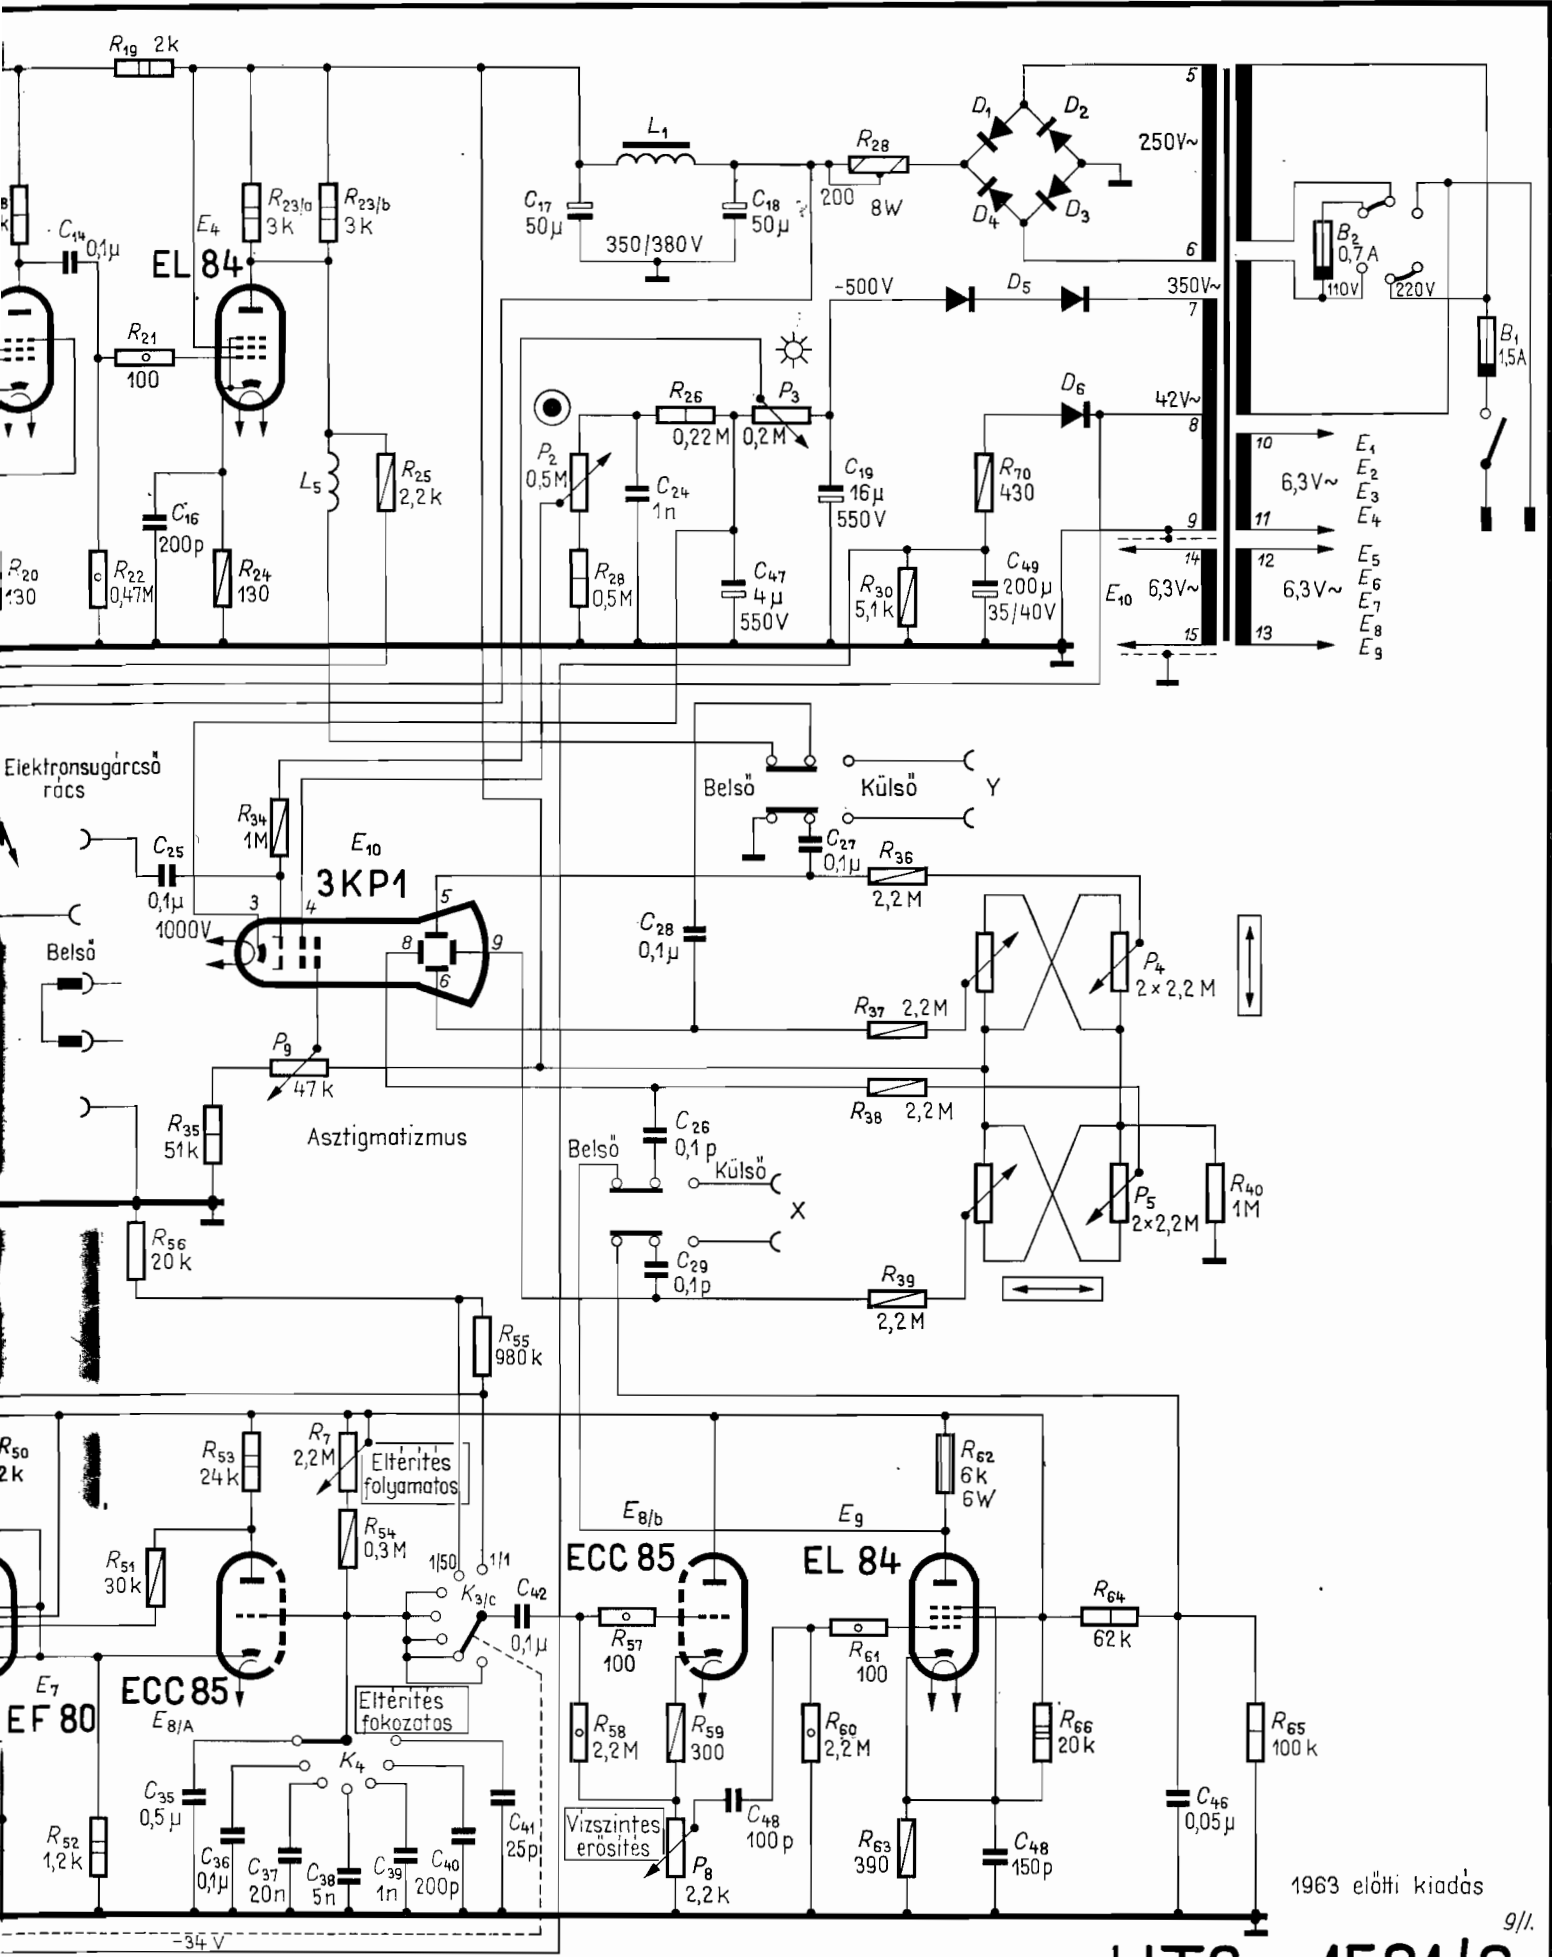 R19 2k
L1
D1
D2
5
250V~
R28
200
8W
C17
50µ
C18
50µ
350/380V
D4
D3
6
R23/a
3k
R23/b
3k
C14
0,1µ
E4
EL 84
B2
0,7A
110V
220V
-500V
D5
350V~
7
R21
100
B1
1,5A
R26
0,22M
P3
0,2M
D6
42V~
8
P2
0,5M
C24
1n
C19
16µ
550V
R70
430
L5
R25
2,2k
10
6,3V~
11
E1
E2
E3
E4
9
C16
200p
R20
130
R22
0,47M
R24
130
R28
0,5M
C47
4µ
550V
R30
5,1k
C49
200µ
35/40V
14
E10
6,3V~
15
12
6,3V~
13
E5
E6
E7
E8
E9
Elektronsugárcső
rács
Belső
Külső
Y
R34
1M
C25
0,1µ
1000V
E10
3KP1
C27
0,1µ
R36
2,2M
3
4
5
8
9
6
C28
0,1µ
Belső
P4
2×2,2M
R37 2,2M
P9
47k
R38 2,2M
R35
51k
Asztigmatizmus
C26
0,1p
Belső
Külső
X
P5
2×2,2M
R40
1M
R56
20k
C29
0,1p
R39
2,2M
R55
980k
R50
2k
R53
24k
R7
2,2M
Eltérítés
folyamatos
R62
6k
6W
R54
0,3M
E8/b
E9
ECC 85
EL 84
R51
30k
1/50
1/1
K3/c
C42
0,1µ
R57
100
R61
100
R64
62k
E7
EF 80
ECC 85
E8/A
Eltérítés
fokozatos
R58
2,2M
R59
300
R60
2,2M
R66
20k
R65
100k
K4
C35
0,5µ
C41
25p
Vízszintes
erősítés
C48
100p
C46
0,05µ
R52
1,2k
C36
0,1µ
C37
20n
C38
5n
C39
1n
C40
200p
P8
2,2k
R63
390
C48
150p
1963 előtti kiadás
9/I.
-34V